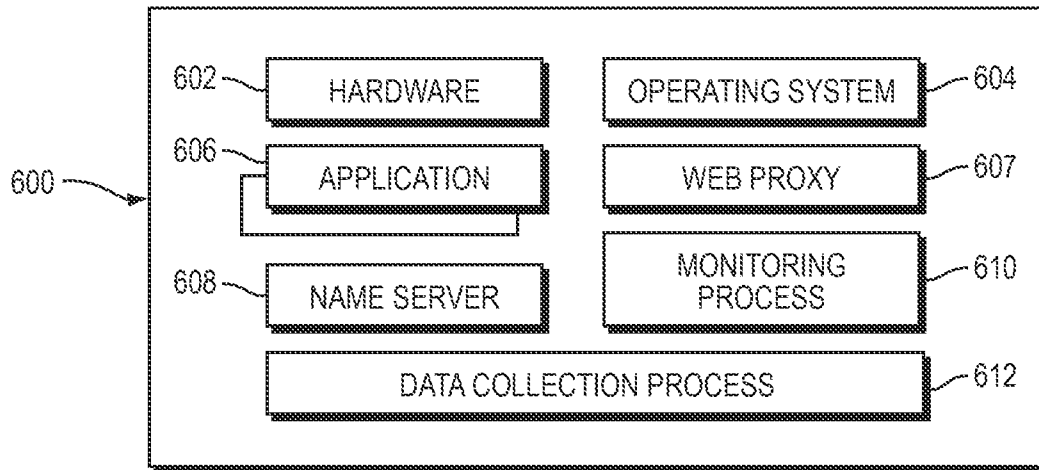 602
HARDWARE
OPERATING SYSTEM
604
606
APPLICATION
WEB PROXY
607
600
608
NAME SERVER
MONITORING
PROCESS
610
DATA COLLECTION PROCESS
612